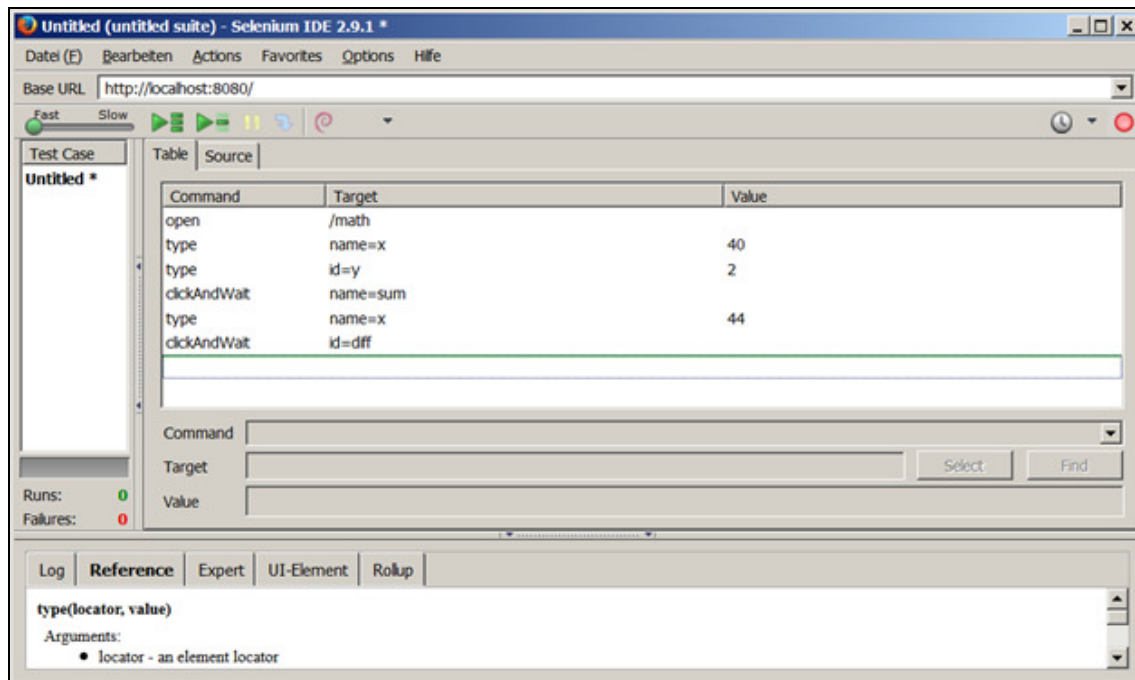 Untitled (untitled suite) - Selenium IDE 2.9.1 *
Datei (F) Bearbeiten Actions Favorites Options Hilfe
Base URL http://localhost:8080/
Fast Slow
Test Case
Untitled *
Table Source
Command Target Value
open /math
type name=x 40
type id=y 2
clickAndWait name=sum
type name=x 44
clickAndWait id=diff
Command
Target Select Find
Value
Runs: 0
Failures: 0
Log Reference Expert UI-Element Rollup
type(locator, value)
Arguments:
• locator - an element locator